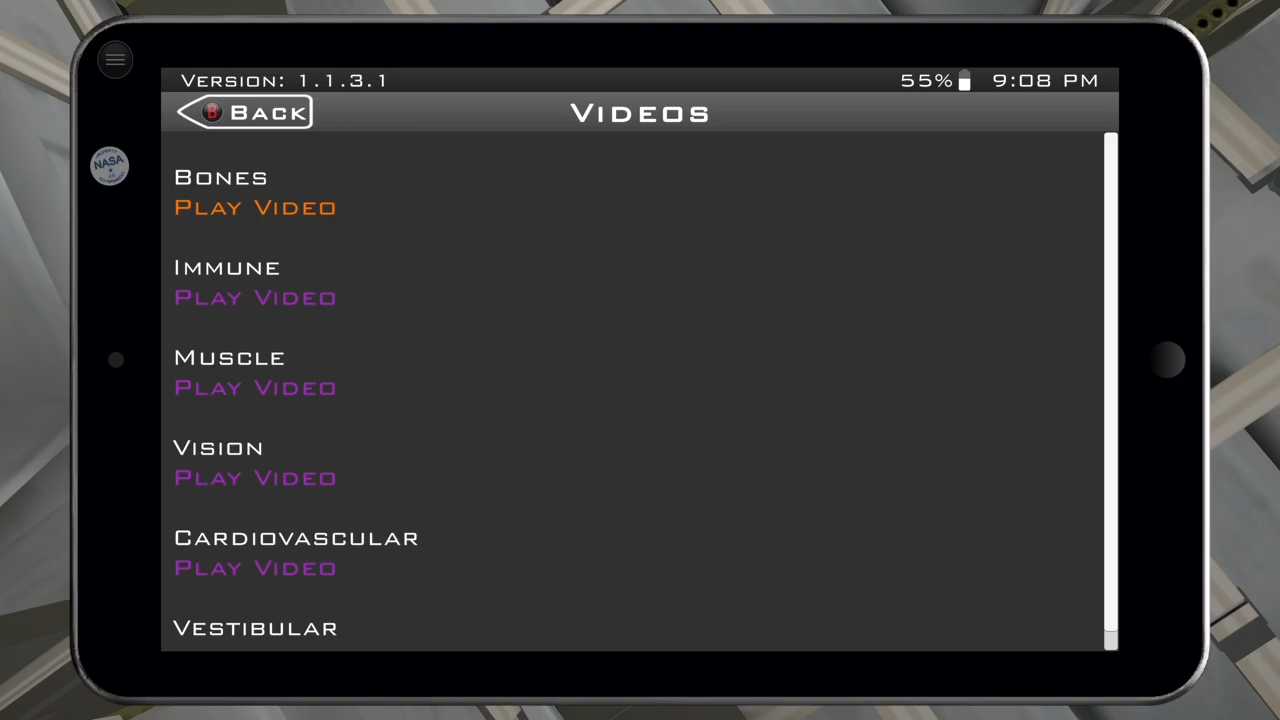 Version: 1.1.3.1
55%
9:08 PM
B Back
Videos
NASA
Bones
Play Video
Immune
Play Video
Muscle
Play Video
Vision
Play Video
Cardiovascular
Play Video
Vestibular